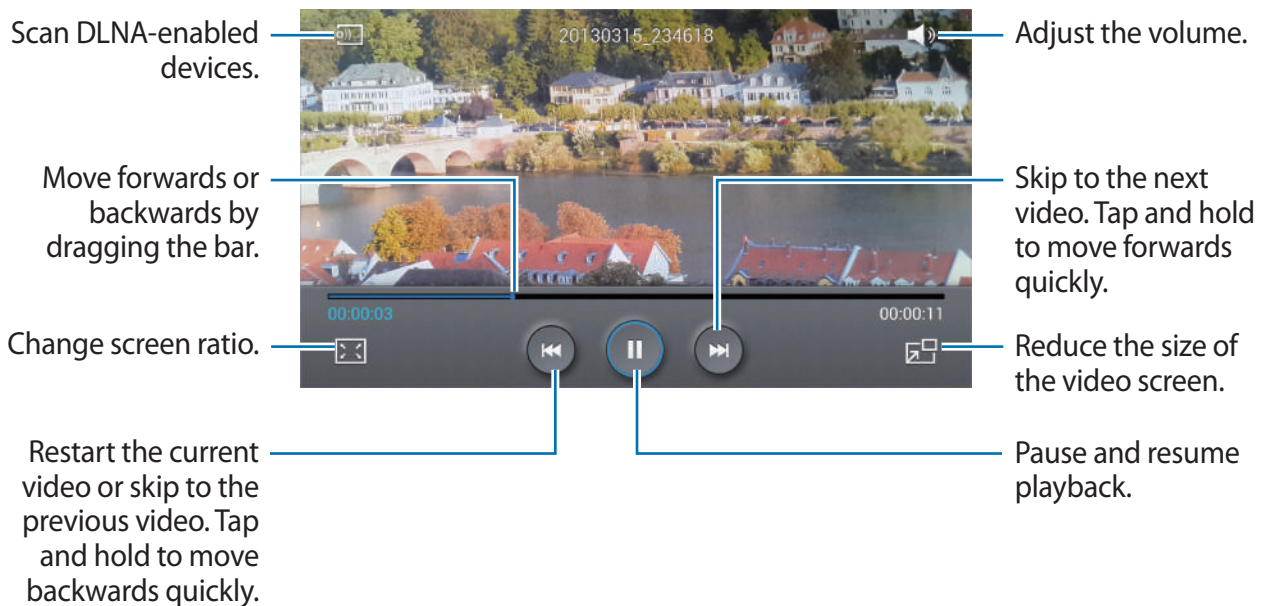 Scan DLNA-enabled
devices.
20130315_234618
Adjust the volume.
Move forwards or
backwards by
dragging the bar.
Skip to the next
video. Tap and hold
to move forwards
quickly.
00:00:03
00:00:11
Change screen ratio.
Reduce the size of
the video screen.
Restart the current
video or skip to the
previous video. Tap
and hold to move
backwards quickly.
Pause and resume
playback.